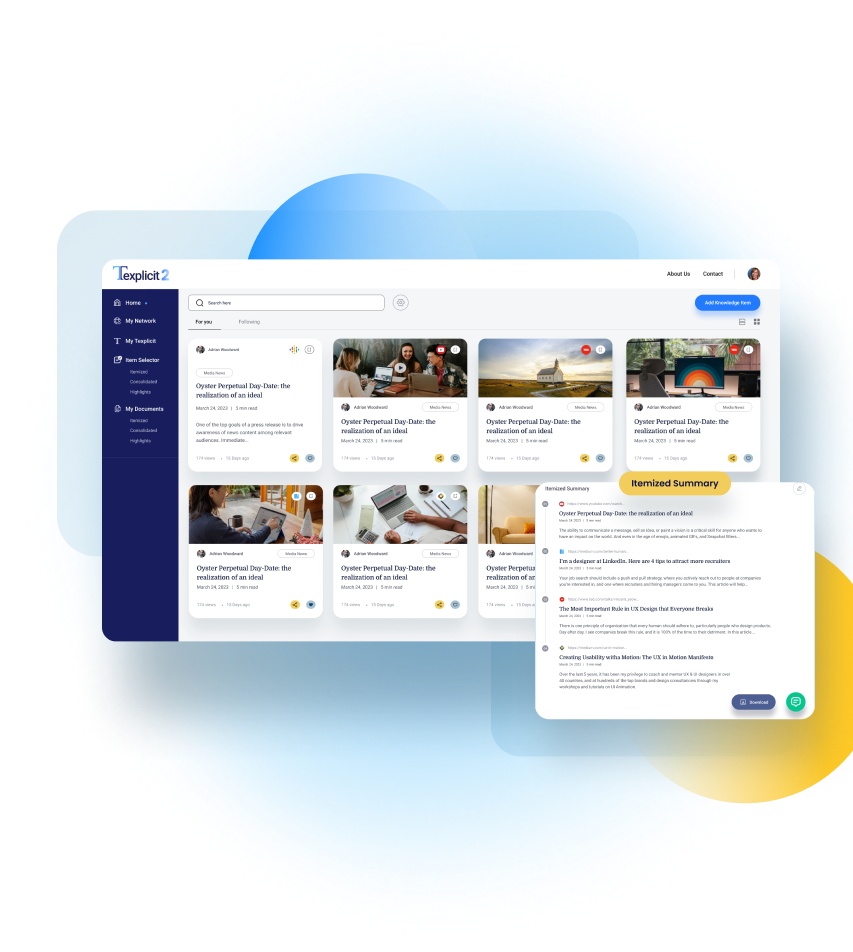 Texplicit 2
About Us Contact
Home
My Network
My Texplicit
Item Selector
Itemized
Consolidated
Highlights
My Documents
Itemized
Consolidated
Highlights
Search here
Add Knowledge Item
For you Following
Adrian Woodward
Media News
Oyster Perpetual Day-Date: the
realization of an ideal
March 24, 2023 | 5 min read
One of the top goals of a press release is to drive
awareness of news content among relevant
audiences. Immediate...
174 views 15 Days ago
Adrian Woodward Media News
Oyster Perpetual Day-Date: the
realization of an ideal
March 24, 2023 | 5 min read
174 views 15 Days ago
Adrian Woodward Media News
Oyster Perpetual Day-Date: the
realization of an ideal
March 24, 2023 | 5 min read
174 views 15 Days ago
Adrian Woodward Media News
Oyster Perpetual Day-Date: the
realization of an ideal
March 24, 2023 | 5 min read
174 views 15 Days ago
Adrian Woodward Media News
Oyster Perpetual Day-Date: the
realization of an ideal
March 24, 2023 | 5 min read
174 views 15 Days ago
Adrian Woodward Media News
Oyster Perpetual Day-Date: the
realization of an ideal
March 24, 2023 | 5 min read
174 views 15 Days ago
Adrian Wood
Oyster Perpe
realization of
March 24, 2023 |
174 views 15 D
Itemized Summary
Itemized Summary
Oyster Perpetual Day-Date: the realization of an ideal
March 24, 2023 | 5 min read
The ability to communicate a message, sell an idea, or paint a vision is a critical skill for anyone who wants to
have an impact on the world. And even in the age of emojis, animated GIFs, and Snapchat filters...
I'm a designer at LinkedIn. Here are 4 tips to attract more recruiters
March 24, 2023 | 5 min read
Your job search should include a push and pull strategy, where you actively reach out to people at companies
you're interested in, and one where recruiters and hiring managers come to you. This article will help...
The Most Important Rule in UX Design that Everyone Breaks
March 24, 2023 | 5 min read
There is one principle of organization that every human should adhere to, particularly people who design products.
Day after day, I see companies break this rule, and it is 100% of the time to their detriment. In this article...
Creating Usability witha Motion: The UX in Motion Manifesto
March 24, 2023 | 5 min read
Over the last 5 years, it has been my privilege to coach and mentor UX & UI designers in over
40 countries, and at hundreds of the top brands and design consultancies through my
workshops and tutorials on UI Animation
Download